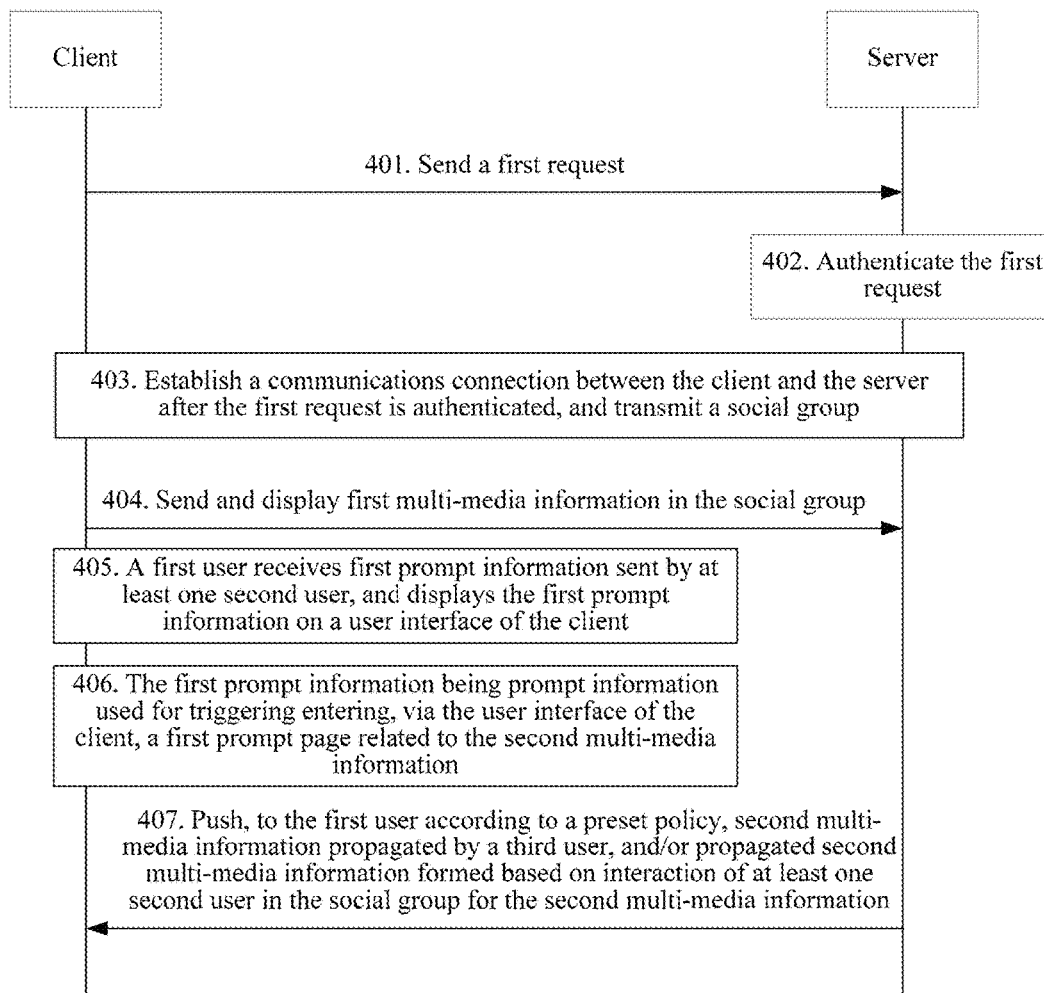 Client
Server
401. Send a first request
402. Authenticate the first
request
403. Establish a communications connection between the client and the server
after the first request is authenticated, and transmit a social group
404. Send and display first multi-media information in the social group
405. A first user receives first prompt information sent by at
least one second user, and displays the first prompt
information on a user interface of the client
406. The first prompt information being prompt information
used for triggering entering, via the user interface of the
client, a first prompt page related to the second multi-media
information
407. Push, to the first user according to a preset policy, second multi-
media information propagated by a third user, and/or propagated second
multi-media information formed based on interaction of at least one
second user in the social group for the second multi-media information